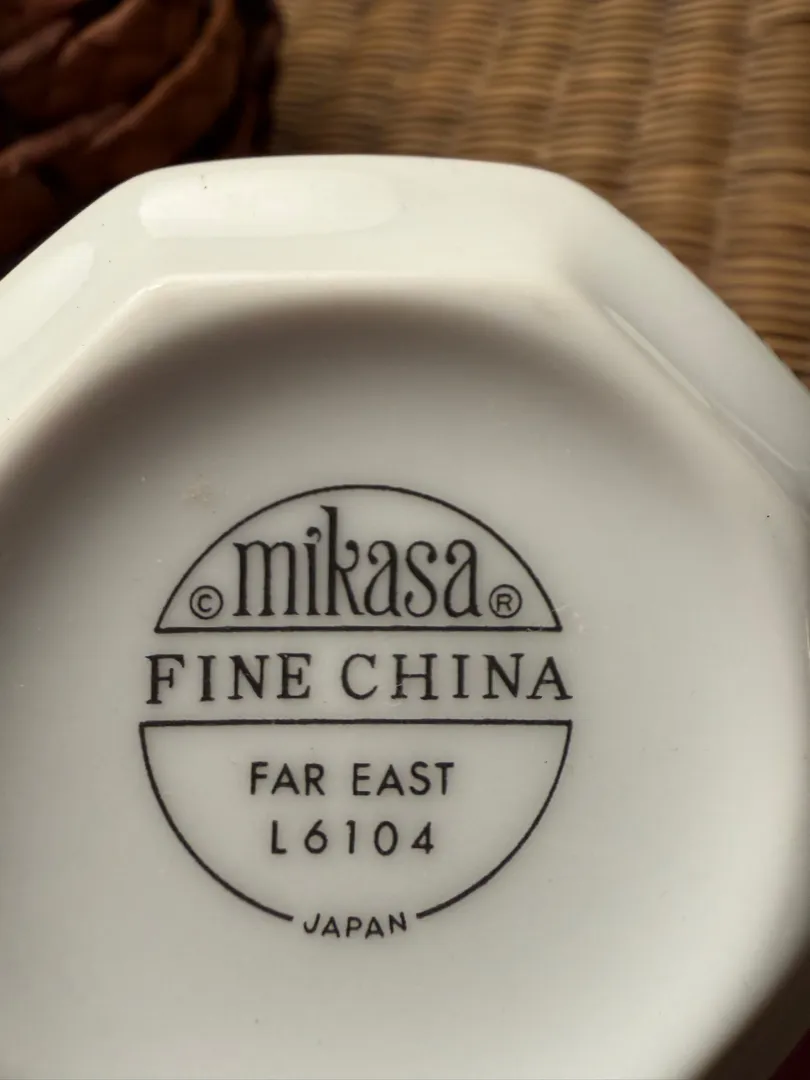 © mikasa ®
FINE CHINA
FAR EAST
L6104
JAPAN